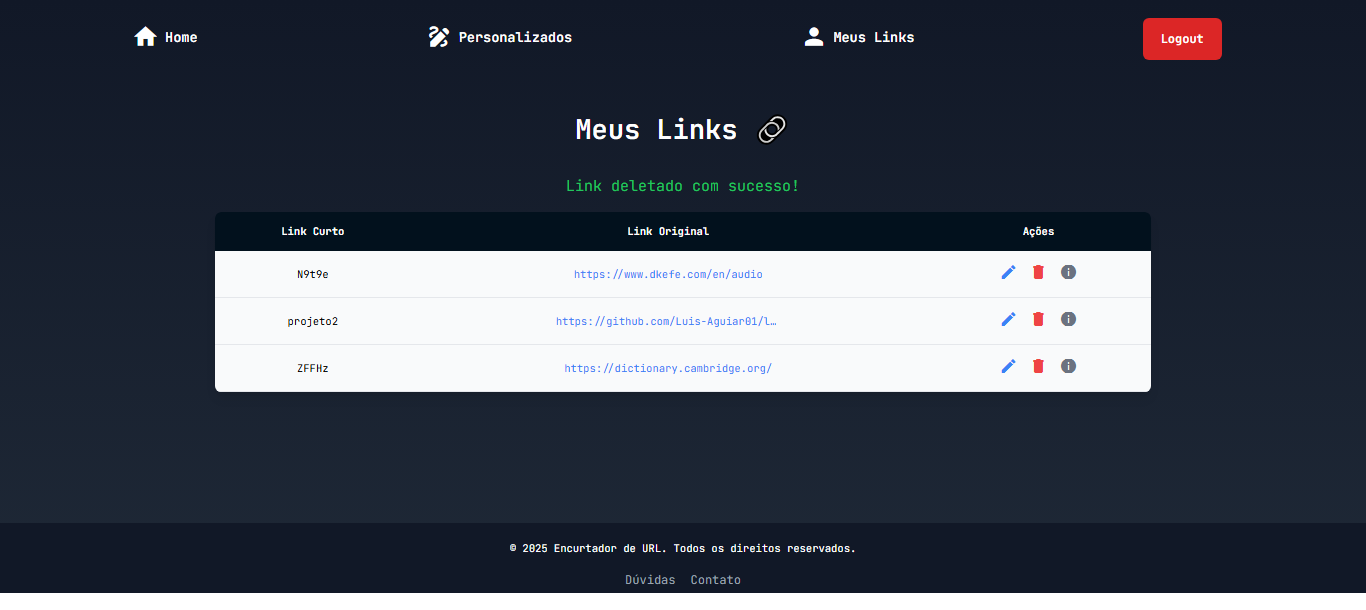 Home Personalizados Meus Links Logout
Meus Links
Link deletado com sucesso!
Link Curto Link Original Ações
N9t9e https://www.dkefe.com/en/audio
projeto2 https://github.com/Luis-Aguiar01/l…
ZFFHz https://dictionary.cambridge.org/
© 2025 Encurtador de URL. Todos os direitos reservados.
Dúvidas Contato